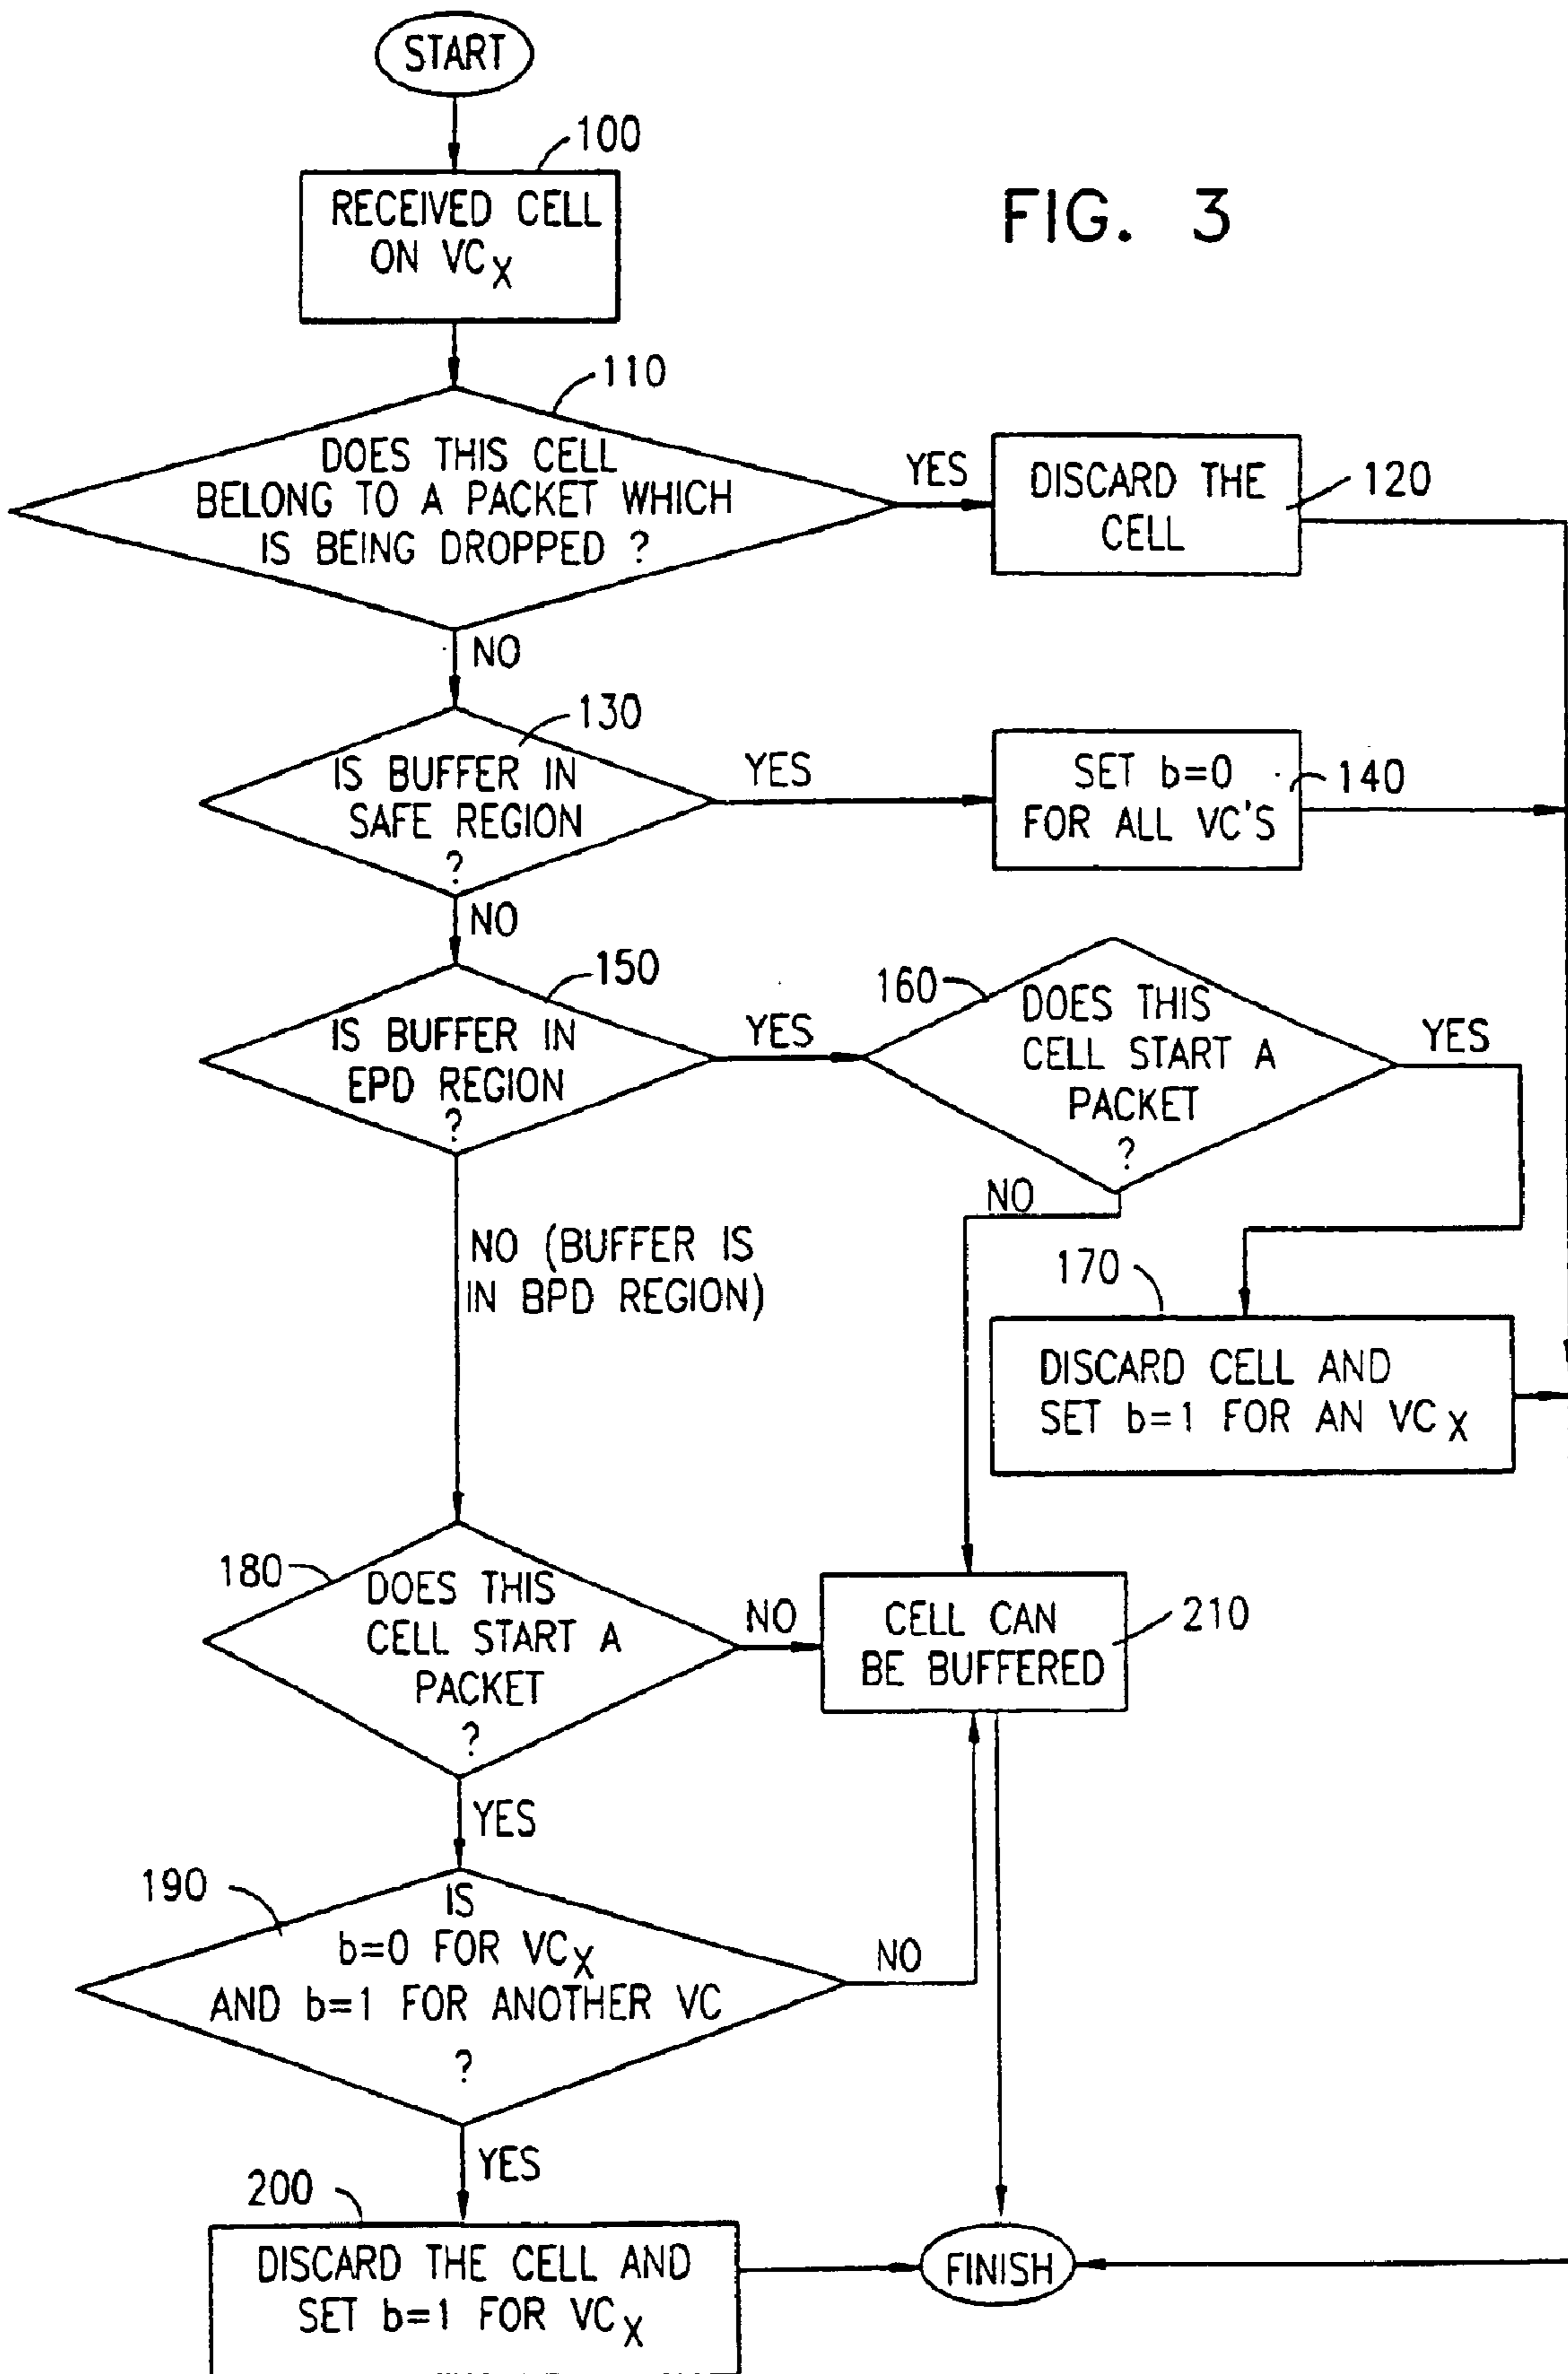 START
100
RECEIVED CELL
ON VCX
FIG. 3
110
DOES THIS CELL
BELONG TO A PACKET WHICH
IS BEING DROPPED ?
YES
DISCARD THE
CELL
120
NO
130
IS BUFFER IN
SAFE REGION
?
YES
SET b=0
FOR ALL VC'S
140
NO
150
IS BUFFER IN
EPD REGION
?
YES
160
DOES THIS
CELL START A
PACKET
?
YES
NO
NO (BUFFER IS
IN BPD REGION)
170
DISCARD CELL AND
SET b=1 FOR AN VCX
180
DOES THIS
CELL START A
PACKET
?
NO
CELL CAN
BE BUFFERED
210
YES
190
IS
b=0 FOR VCX
AND b=1 FOR ANOTHER VC
?
NO
YES
200
DISCARD THE CELL AND
SET b=1 FOR VCX
FINISH